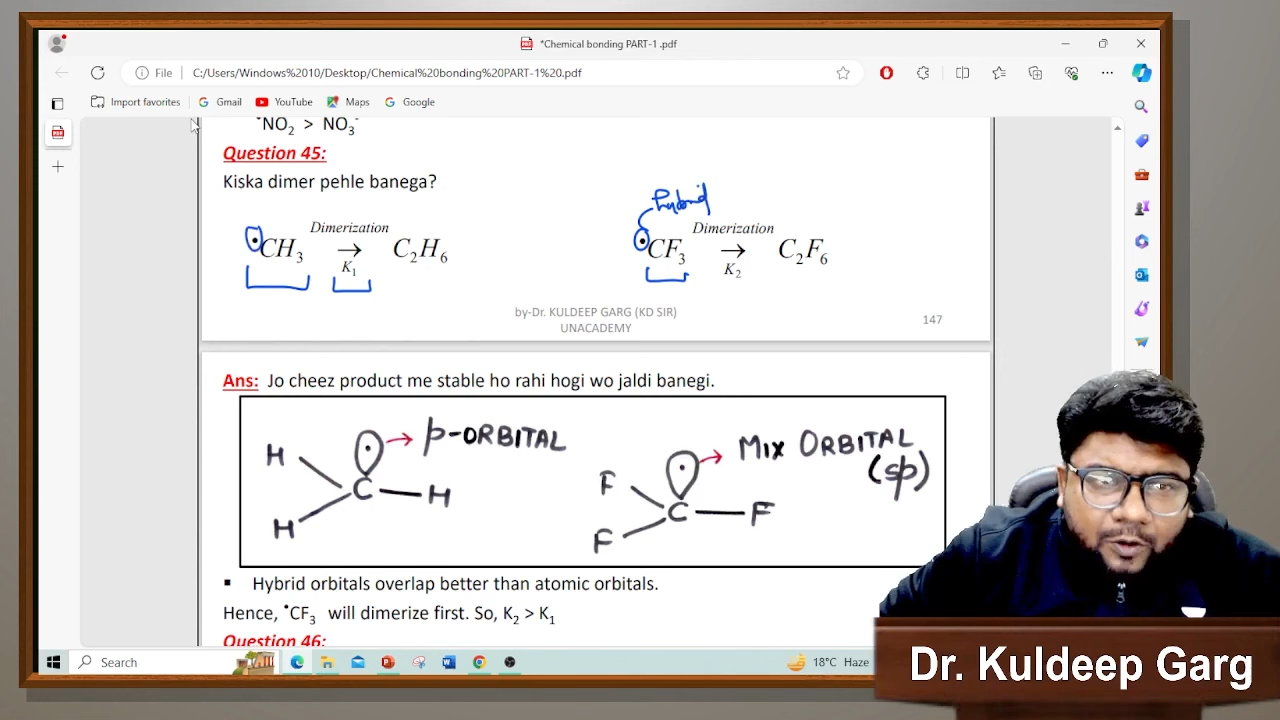 *Chemical bonding PART-1 .pdf
File
C:/Users/Windows%2010/Desktop/Chemical%20bonding%20PART-1%20.pdf
Import favorites Gmail YouTube Maps Google
•NO₂ > NO₃⁻
Question 45:
Kiska dimer pehle banega?
hybrid
Dimerization Dimerization
•CH₃ → C₂H₆ •CF₃ → C₂F₆
K₁ K₂
by-Dr. KULDEEP GARG (KD SIR)
UNACADEMY
147
Ans: Jo cheez product me stable ho rahi hogi wo jaldi banegi.
H C H H → p-ORBITAL
F C F F → MIX ORBITAL
(sp)
▪ Hybrid orbitals overlap better than atomic orbitals.
Hence, •CF₃ will dimerize first. So, K₂ > K₁
Question 46:
Search
18°C Haze
Dr. Kuldeep Garg